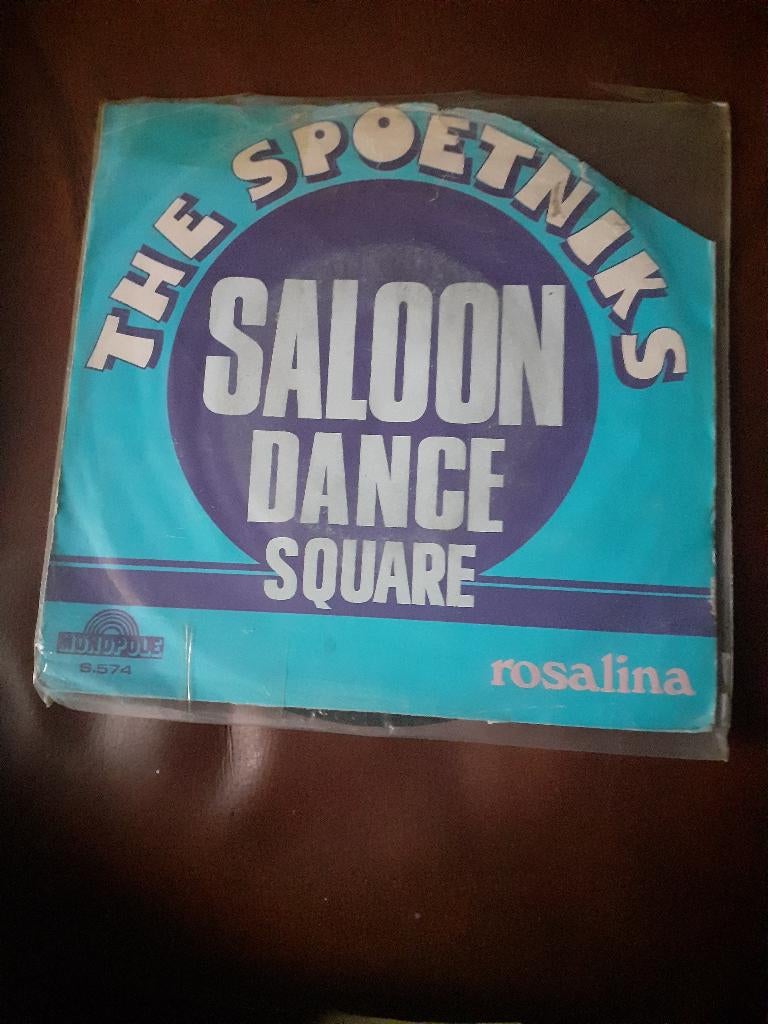 THE SPOETNIKS
SALOON
DANCE
SQUARE
MONOPOLE
S.574
rosalina